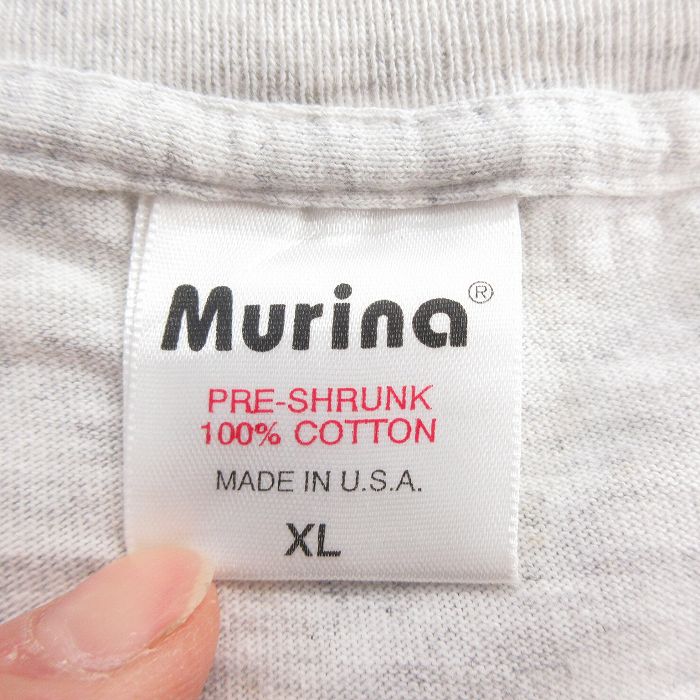 Murina®
PRE-SHRUNK
100% COTTON
MADE IN U.S.A.
XL